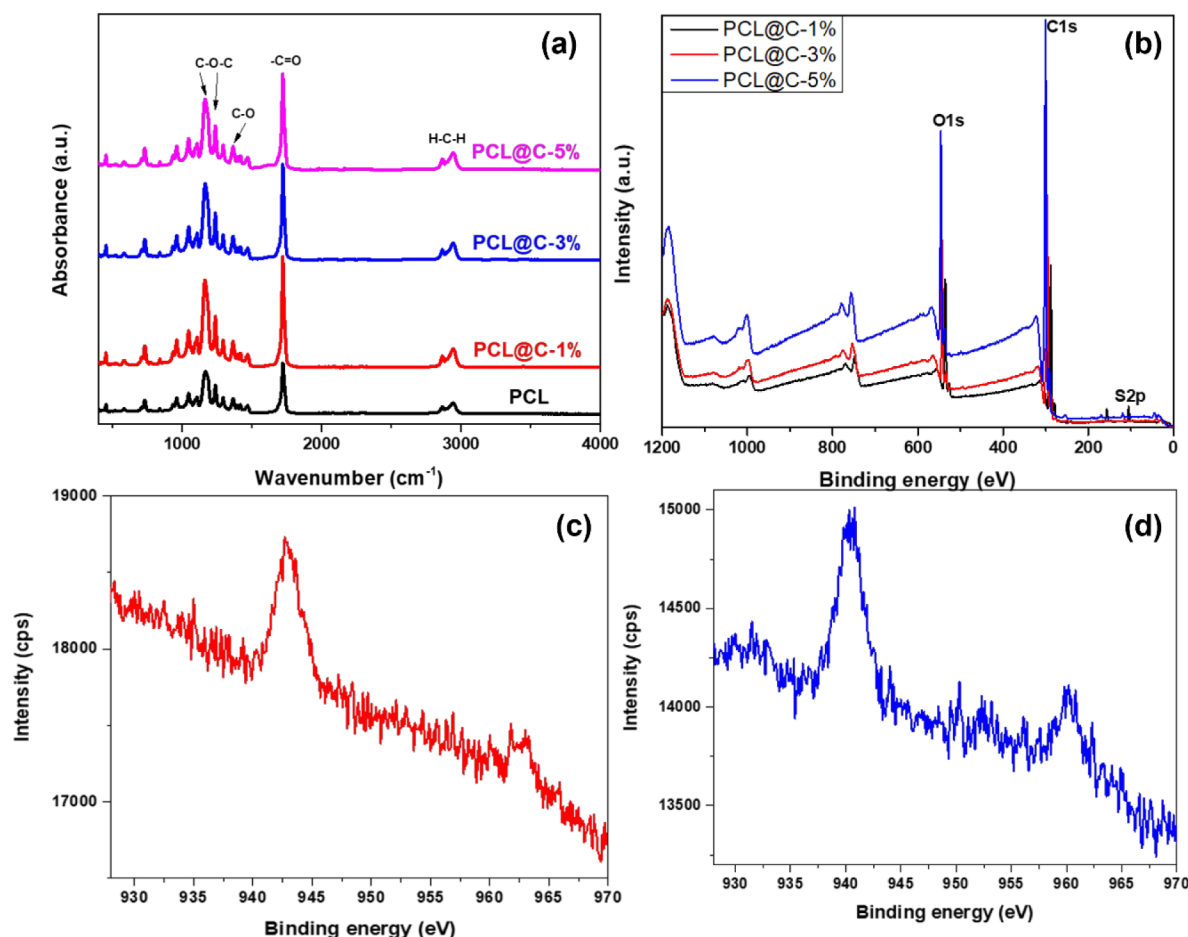 (a)
C-O-C
-C=O
C-O
H-C-H
PCL@C-5%
PCL@C-3%
PCL@C-1%
PCL
Absorbance (a.u.)
1000 2000 3000 4000
Wavenumber (cm⁻¹)
(b)
PCL@C-1%
PCL@C-3%
PCL@C-5%
C1s
O1s
S2p
Intensity (a.u.)
1200 1000 800 600 400 200 0
Binding energy (eV)
(c)
19000
18000
17000
Intensity (cps)
930 935 940 945 950 955 960 965 970
Binding energy (eV)
(d)
15000
14500
14000
13500
Intensity (cps)
930 935 940 945 950 955 960 965 970
Binding energy (eV)